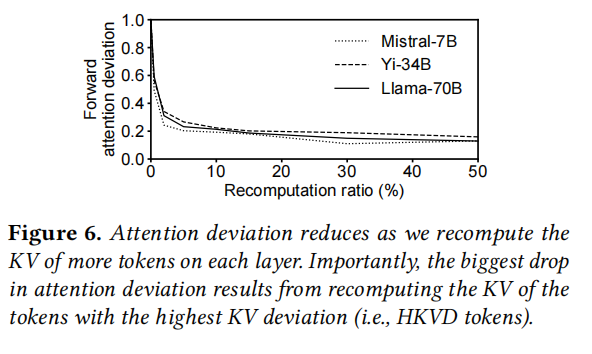 1.0
0.8
0.6
0.4
0.2
0.0
Forward
attention deviation
Mistral-7B
Yi-34B
Llama-70B
0 10 20 30 40 50
Recomputation ratio (%)
Figure 6. Attention deviation reduces as we recompute the
KV of more tokens on each layer. Importantly, the biggest drop
in attention deviation results from recomputing the KV of the
tokens with the highest KV deviation (i.e., HKVD tokens).